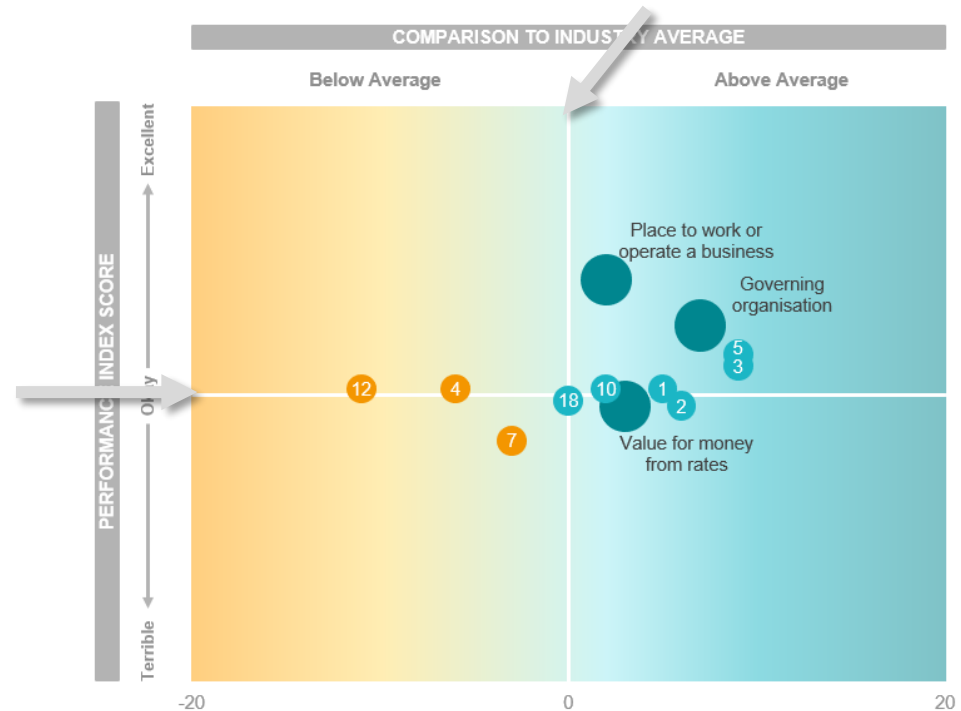 COMPARISON TO INDUSTRY AVERAGE
Below Average
Above Average
Excellent
PERFORMANCE INDEX SCORE
Okay
Terrible
Place to work or
operate a business
Governing
organisation
5
3
12
4
10
1
18
2
7
Value for money
from rates
-20
0
20